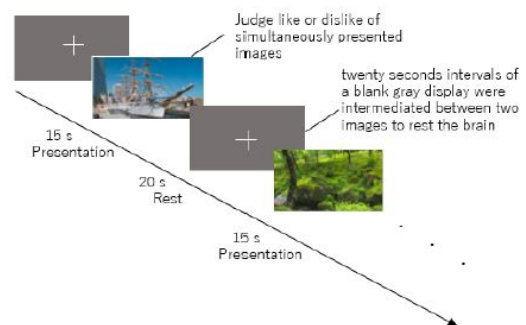 Judge like or dislike of
simultaneously presented
images
twenty seconds intervals of
a blank gray display were
intermediated between two
images to rest the brain
15 s
Presentation
20 s
Rest
15 s
Presentation